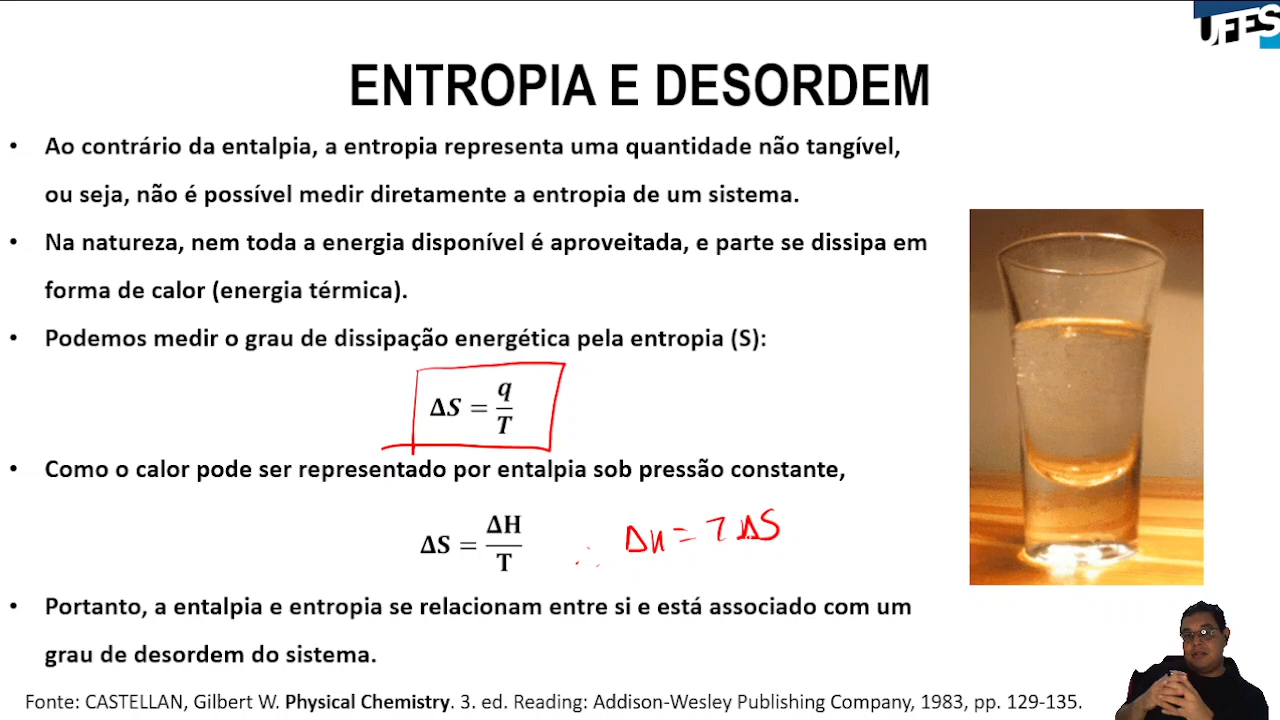 UFES
ENTROPIA E DESORDEM
• Ao contrário da entalpia, a entropia representa uma quantidade não tangível,
ou seja, não é possível medir diretamente a entropia de um sistema.
• Na natureza, nem toda a energia disponível é aproveitada, e parte se dissipa em
forma de calor (energia térmica).
• Podemos medir o grau de dissipação energética pela entropia (S):
ΔS = q/T
• Como o calor pode ser representado por entalpia sob pressão constante,
ΔS = ΔH/T ∴ ΔH = TΔS
• Portanto, a entalpia e entropia se relacionam entre si e está associado com um
grau de desordem do sistema.
Fonte: CASTELLAN, Gilbert W. Physical Chemistry. 3. ed. Reading: Addison-Wesley Publishing Company, 1983, pp. 129-135.